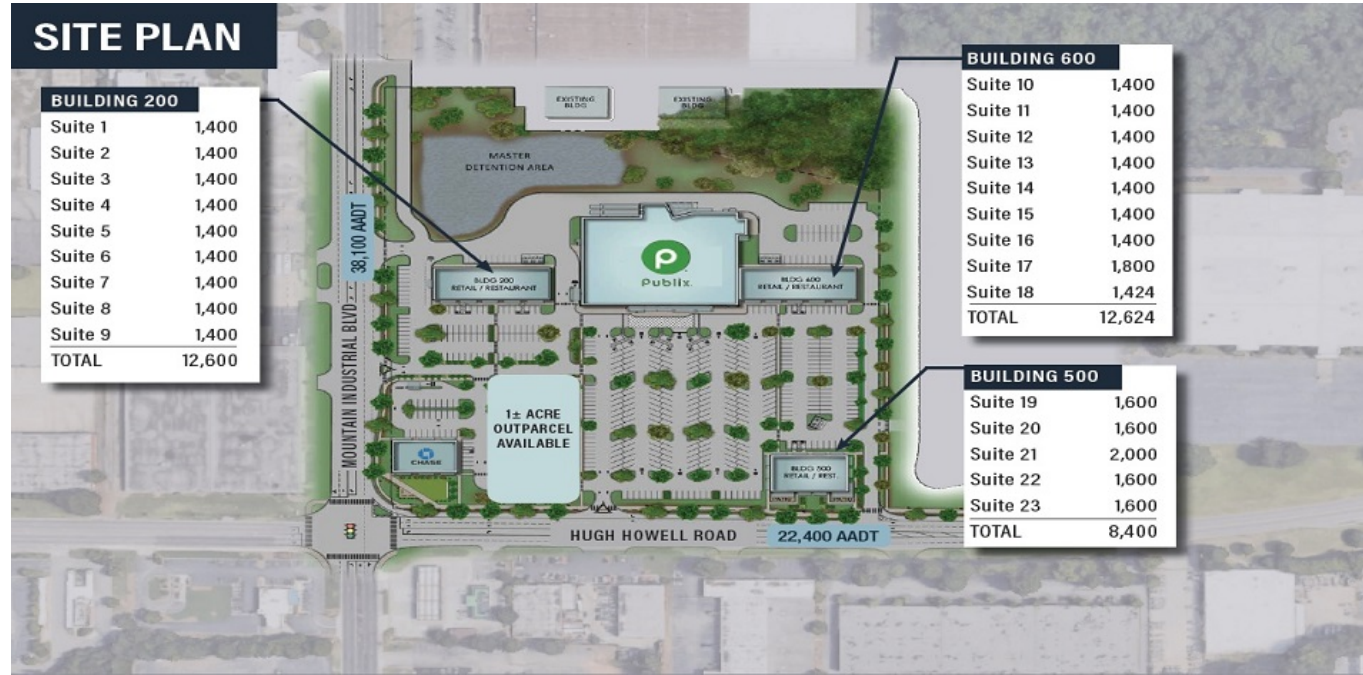 SITE PLAN
BUILDING 200
Suite 1 1,400
Suite 2 1,400
Suite 3 1,400
Suite 4 1,400
Suite 5 1,400
Suite 6 1,400
Suite 7 1,400
Suite 8 1,400
Suite 9 1,400
TOTAL 12,600
BUILDING 600
Suite 10 1,400
Suite 11 1,400
Suite 12 1,400
Suite 13 1,400
Suite 14 1,400
Suite 15 1,400
Suite 16 1,400
Suite 17 1,800
Suite 18 1,424
TOTAL 12,624
BUILDING 500
Suite 19 1,600
Suite 20 1,600
Suite 21 2,000
Suite 22 1,600
Suite 23 1,600
TOTAL 8,400
EXISTING
BLDG
EXISTING
BLDG
MASTER
DETENTION AREA
38,100 AADT
MOUNTAIN INDUSTRIAL BLVD
BLDG 200
RETAIL / RESTAURANT
P
Publix
BLDG 600
RETAIL / RESTAURANT
1± ACRE
OUTPARCEL
AVAILABLE
CHASE
BLDG 500
RETAIL / REST.
HUGH HOWELL ROAD
22,400 AADT